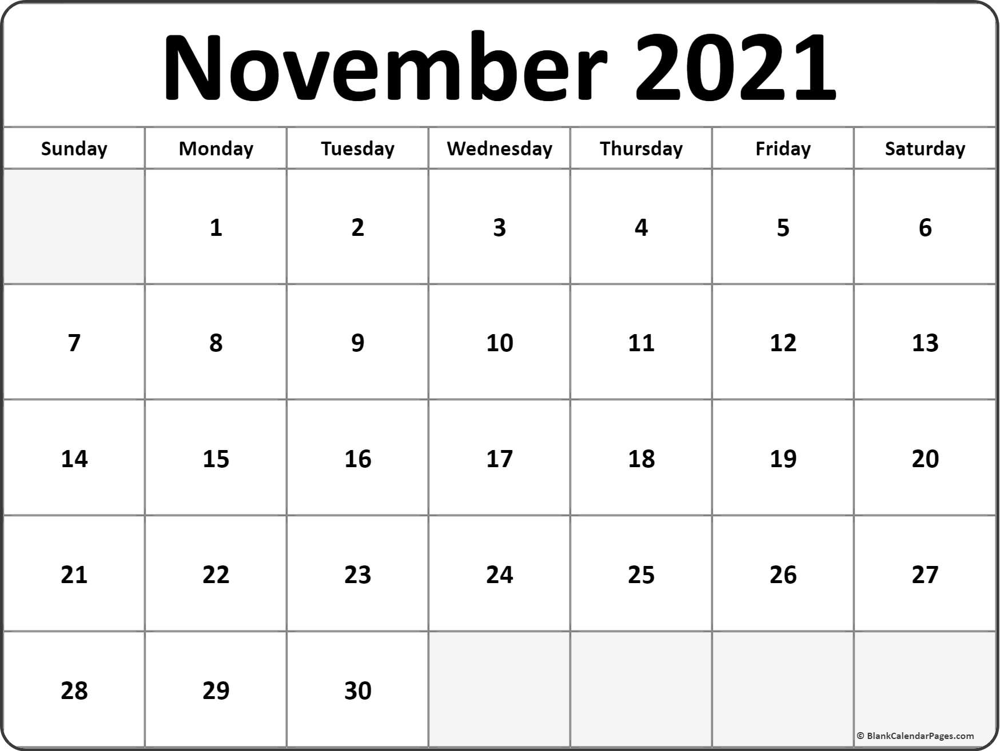 November 2021
Sunday Monday Tuesday Wednesday Thursday Friday Saturday
1 2 3 4 5 6
7 8 9 10 11 12 13
14 15 16 17 18 19 20
21 22 23 24 25 26 27
28 29 30
© BlankCalendarPages.com